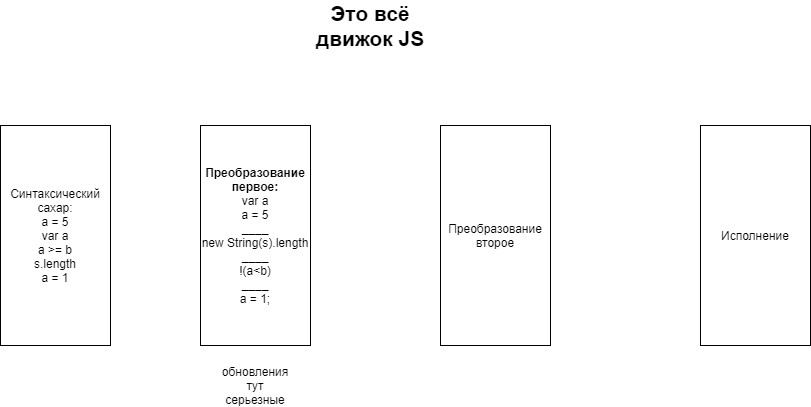 Это всё
движок JS
Синтаксический
сахар:
a = 5
var a
a >= b
s.length
a = 1
Преобразование
первое:
var a
a = 5
____
new String(s).length
____
!(a<b)
____
a = 1;
обновления
тут
серьезные
Преобразование
второе
Исполнение